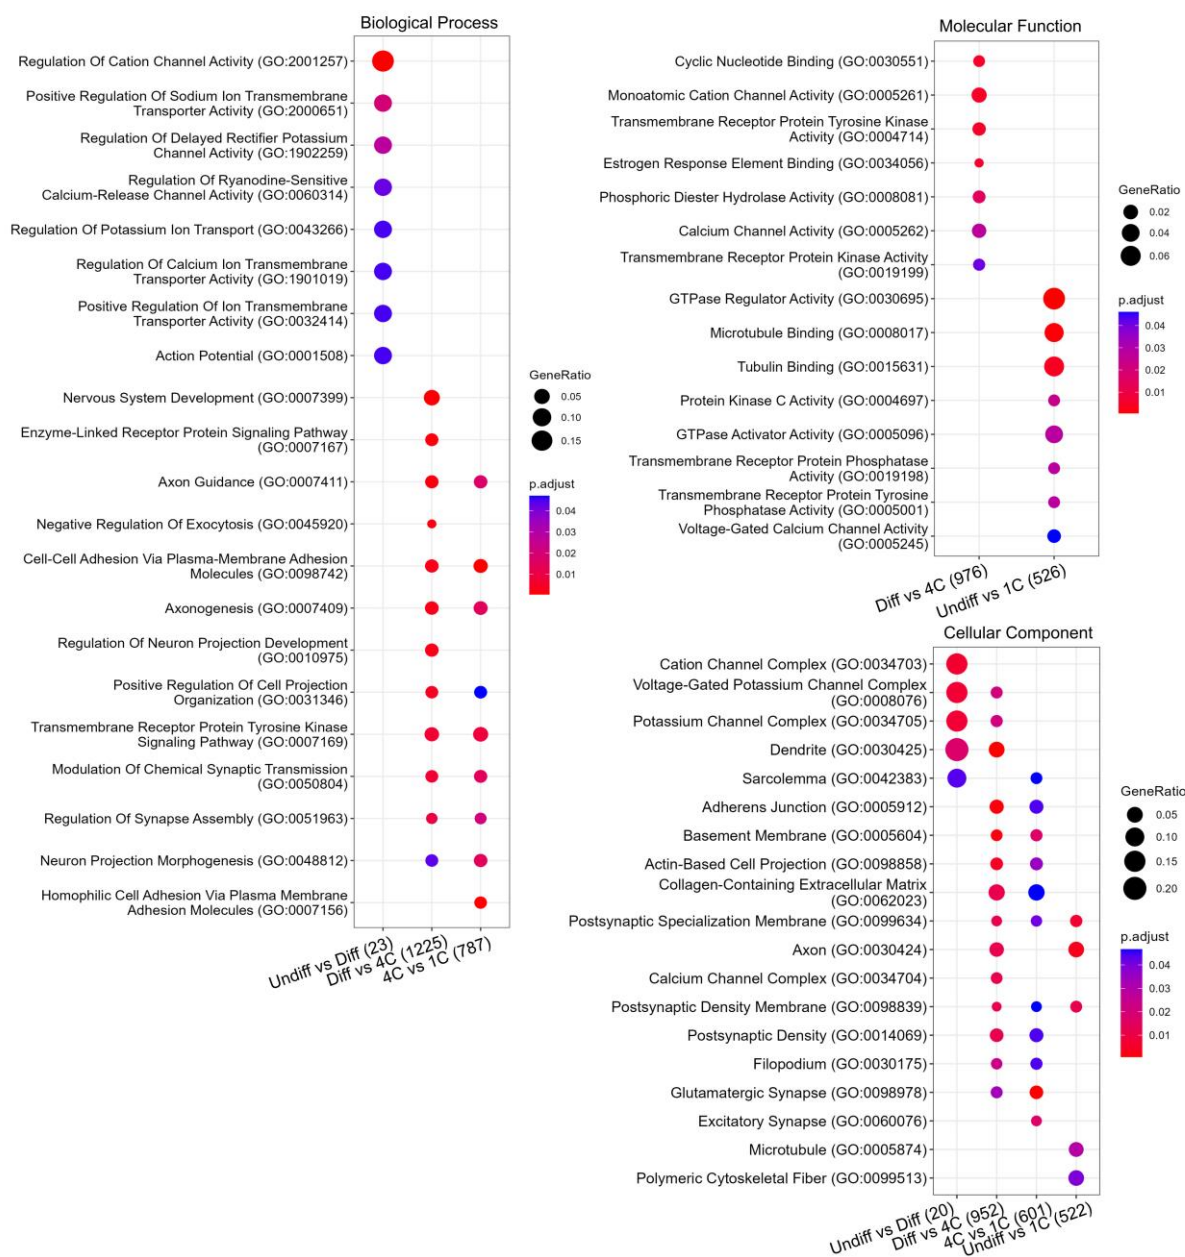 Biological Process
Regulation Of Cation Channel Activity (GO:2001257)
Positive Regulation Of Sodium Ion Transmembrane
Transporter Activity (GO:2000651)
Regulation Of Delayed Rectifier Potassium
Channel Activity (GO:1902259)
Regulation Of Ryanodine-Sensitive
Calcium-Release Channel Activity (GO:0060314)
Regulation Of Potassium Ion Transport (GO:0043266)
Regulation Of Calcium Ion Transmembrane
Transporter Activity (GO:1901019)
Positive Regulation Of Ion Transmembrane
Transporter Activity (GO:0032414)
Action Potential (GO:0001508)
Nervous System Development (GO:0007399)
Enzyme-Linked Receptor Protein Signaling Pathway
(GO:0007167)
Axon Guidance (GO:0007411)
Negative Regulation Of Exocytosis (GO:0045920)
Cell-Cell Adhesion Via Plasma-Membrane Adhesion
Molecules (GO:0098742)
Axonogenesis (GO:0007409)
Regulation Of Neuron Projection Development
(GO:0010975)
Positive Regulation Of Cell Projection
Organization (GO:0031346)
Transmembrane Receptor Protein Tyrosine Kinase
Signaling Pathway (GO:0007169)
Modulation Of Chemical Synaptic Transmission
(GO:0050804)
Regulation Of Synapse Assembly (GO:0051963)
Neuron Projection Morphogenesis (GO:0048812)
Homophilic Cell Adhesion Via Plasma Membrane
Adhesion Molecules (GO:0007156)
Undiff vs Diff (23)
Diff vs 4C (1225)
4C vs 1C (787)
GeneRatio
0.05
0.10
0.15
p.adjust
0.04
0.03
0.02
0.01
Molecular Function
Cyclic Nucleotide Binding (GO:0030551)
Monoatomic Cation Channel Activity (GO:0005261)
Transmembrane Receptor Protein Tyrosine Kinase
Activity (GO:0004714)
Estrogen Response Element Binding (GO:0034056)
Phosphoric Diester Hydrolase Activity (GO:0008081)
Calcium Channel Activity (GO:0005262)
Transmembrane Receptor Protein Kinase Activity
(GO:0019199)
GTPase Regulator Activity (GO:0030695)
Microtubule Binding (GO:0008017)
Tubulin Binding (GO:0015631)
Protein Kinase C Activity (GO:0004697)
GTPase Activator Activity (GO:0005096)
Transmembrane Receptor Protein Phosphatase
Activity (GO:0019198)
Transmembrane Receptor Protein Tyrosine
Phosphatase Activity (GO:0005001)
Voltage-Gated Calcium Channel Activity
(GO:0005245)
Diff vs 4C (976)
Undiff vs 1C (526)
GeneRatio
0.02
0.04
0.06
p.adjust
0.04
0.03
0.02
0.01
Cellular Component
Cation Channel Complex (GO:0034703)
Voltage-Gated Potassium Channel Complex
(GO:0008076)
Potassium Channel Complex (GO:0034705)
Dendrite (GO:0030425)
Sarcolemma (GO:0042383)
Adherens Junction (GO:0005912)
Basement Membrane (GO:0005604)
Actin-Based Cell Projection (GO:0098858)
Collagen-Containing Extracellular Matrix
(GO:0062023)
Postsynaptic Specialization Membrane (GO:0099634)
Axon (GO:0030424)
Calcium Channel Complex (GO:0034704)
Postsynaptic Density Membrane (GO:0098839)
Postsynaptic Density (GO:0014069)
Filopodium (GO:0030175)
Glutamatergic Synapse (GO:0098978)
Excitatory Synapse (GO:0060076)
Microtubule (GO:0005874)
Polymeric Cytoskeletal Fiber (GO:0099513)
Undiff vs Diff (20)
Diff vs 4C (952)
4C vs 1C (601)
Undiff vs 1C (522)
GeneRatio
0.05
0.10
0.15
0.20
p.adjust
0.04
0.03
0.02
0.01